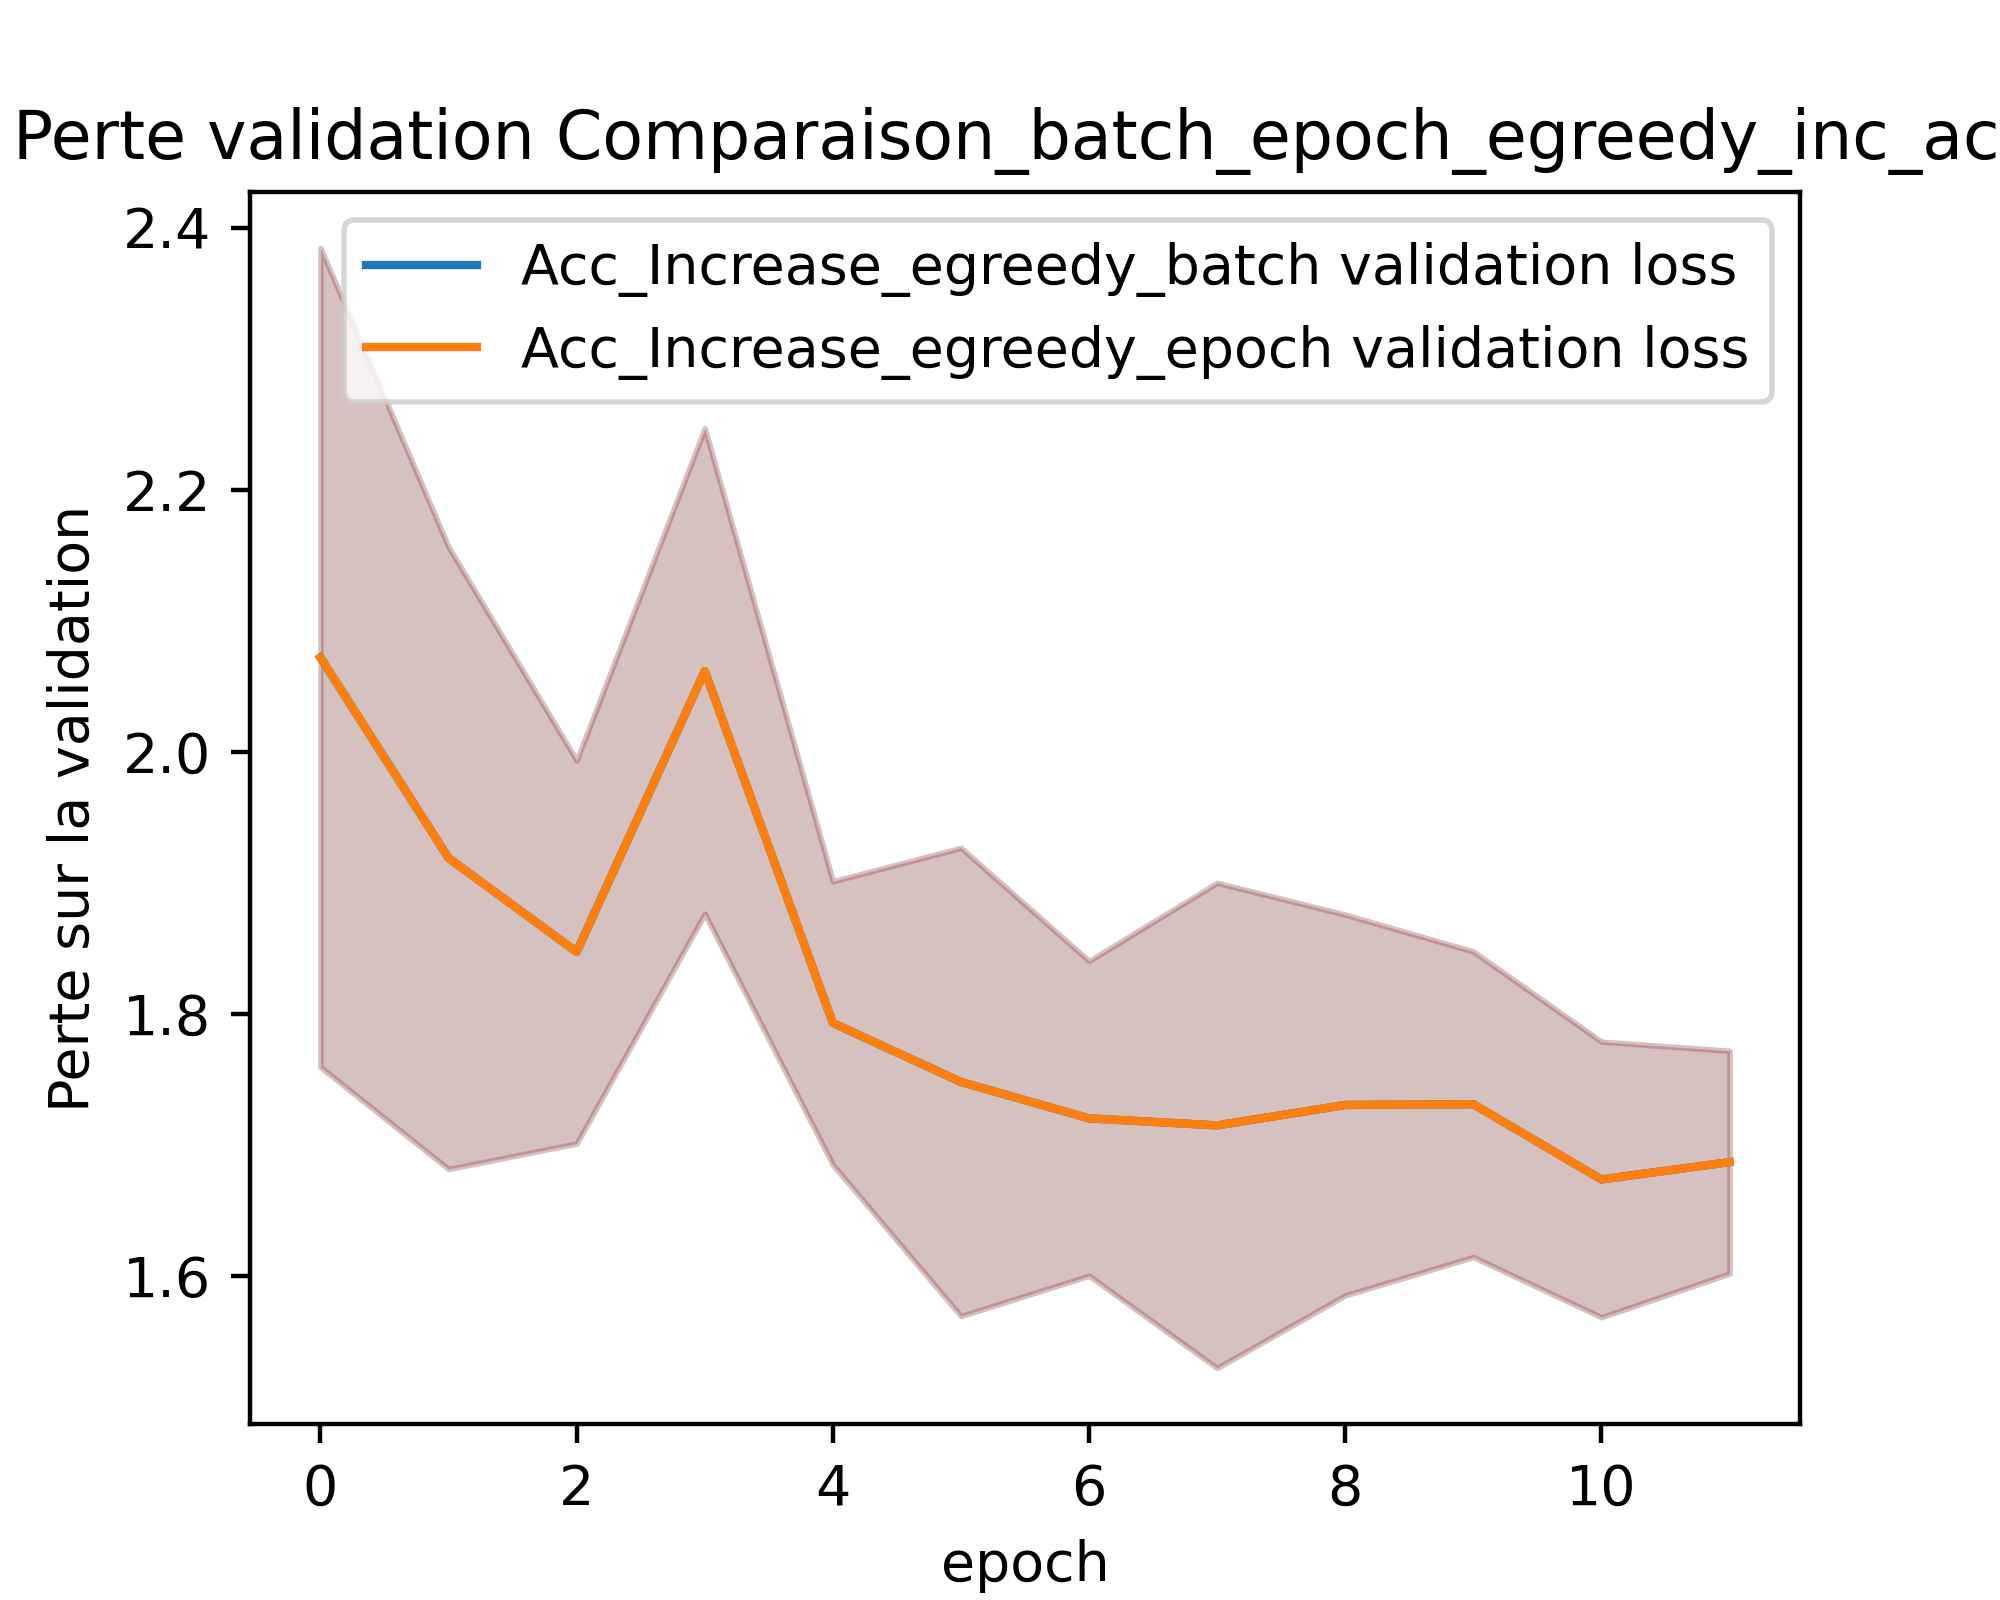 Perte validation Comparaison_batch_epoch_egreedy_inc_ac
Acc_Increase_egreedy_batch validation loss
Acc_Increase_egreedy_epoch validation loss
Perte sur la validation
2.4
2.2
2.0
1.8
1.6
0 2 4 6 8 10
epoch